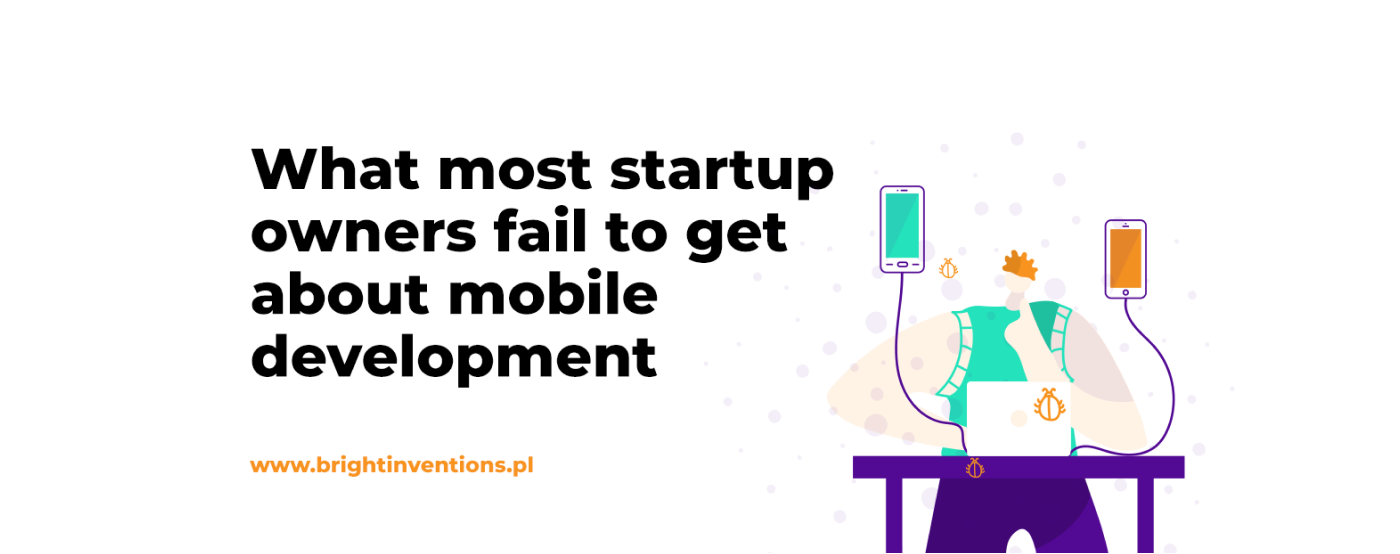 What most startup
owners fail to get
about mobile
development
www.brightinventions.pl